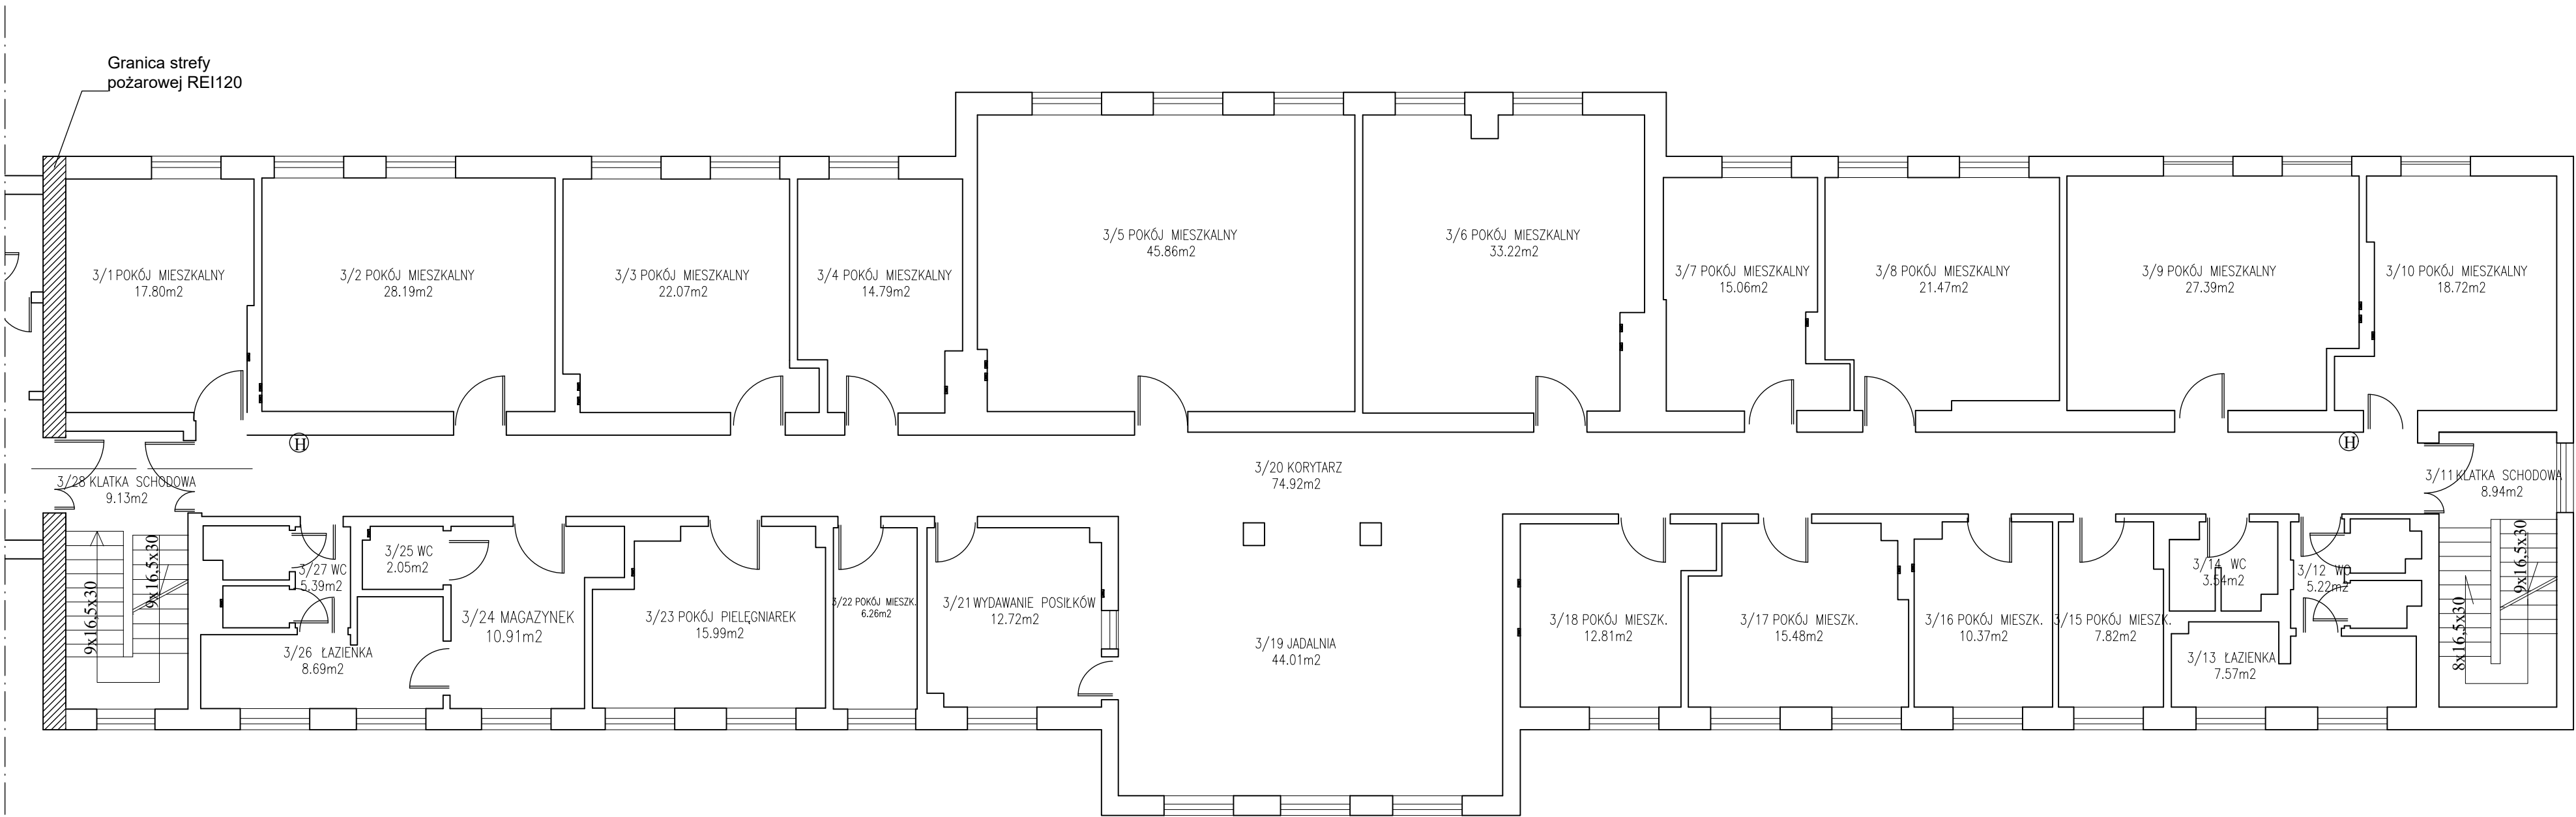 Granica strefy
pożarowej REI120
3/1 POKÓJ MIESZKALNY
17.80m2
3/2 POKÓJ MIESZKALNY
28.19m2
3/3 POKÓJ MIESZKALNY
22.07m2
3/4 POKÓJ MIESZKALNY
14.79m2
3/5 POKÓJ MIESZKALNY
45.86m2
3/6 POKÓJ MIESZKALNY
33.22m2
3/7 POKÓJ MIESZKALNY
15.06m2
3/8 POKÓJ MIESZKALNY
21.47m2
3/9 POKÓJ MIESZKALNY
27.39m2
3/10 POKÓJ MIESZKALNY
18.72m2
H
H
3/28 KLATKA SCHODOWA
9.13m2
3/20 KORYTARZ
74.92m2
3/11 KLATKA SCHODOWA
8.94m2
9x16,5x30
9x16,5x30
3/27 WC
5.39m2
3/25 WC
2.05m2
3/26 ŁAZIENKA
8.69m2
3/24 MAGAZYNEK
10.91m2
3/23 POKÓJ PIELĘGNIAREK
15.99m2
3/22 POKÓJ MIESZK.
6.26m2
3/21 WYDAWANIE POSIŁKÓW
12.72m2
3/19 JADALNIA
44.01m2
3/18 POKÓJ MIESZK.
12.81m2
3/17 POKÓJ MIESZK.
15.48m2
3/16 POKÓJ MIESZK.
10.37m2
3/15 POKÓJ MIESZK.
7.82m2
3/14 WC
3.54m2
3/12 WC
5.22m2
3/13 ŁAZIENKA
7.57m2
8x16,5x30
9x16,5x30